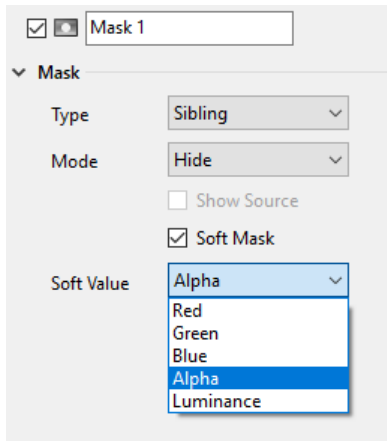 Mask 1
Mask
Type Sibling
Mode Hide
Show Source
Soft Mask
Soft Value Alpha
Red
Green
Blue
Alpha
Luminance